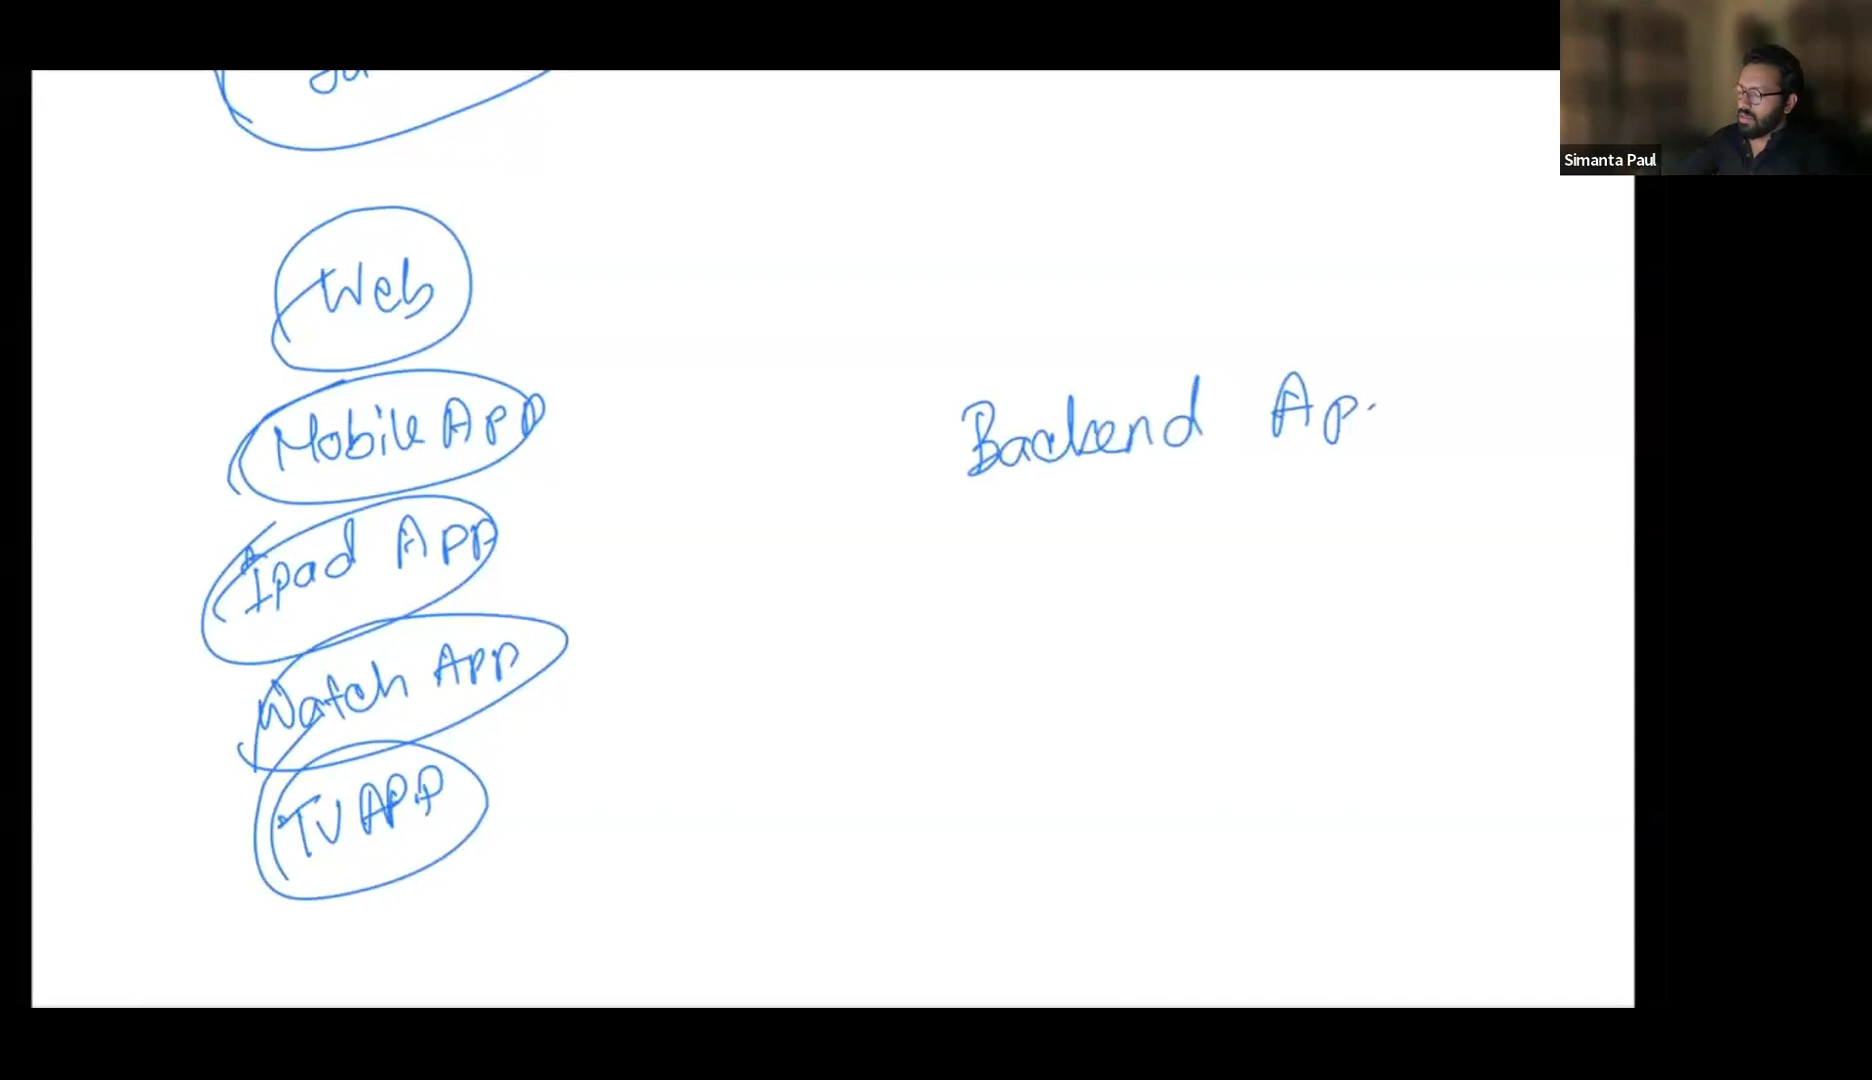 Simanta Paul
Web
Mobile App
Backend Ap
Ipad App
Watch App
TV APP